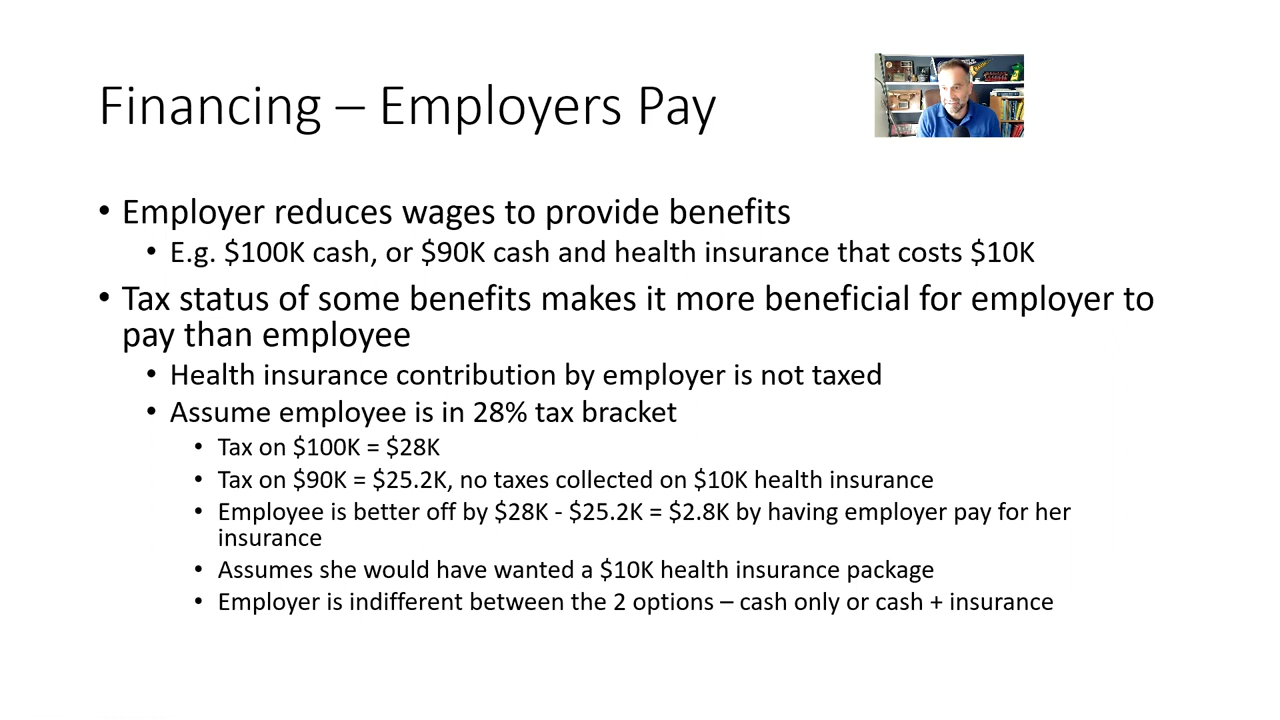 Financing – Employers Pay
• Employer reduces wages to provide benefits
• E.g. $100K cash, or $90K cash and health insurance that costs $10K
• Tax status of some benefits makes it more beneficial for employer to
pay than employee
• Health insurance contribution by employer is not taxed
• Assume employee is in 28% tax bracket
• Tax on $100K = $28K
• Tax on $90K = $25.2K, no taxes collected on $10K health insurance
• Employee is better off by $28K - $25.2K = $2.8K by having employer pay for her
insurance
• Assumes she would have wanted a $10K health insurance package
• Employer is indifferent between the 2 options – cash only or cash + insurance